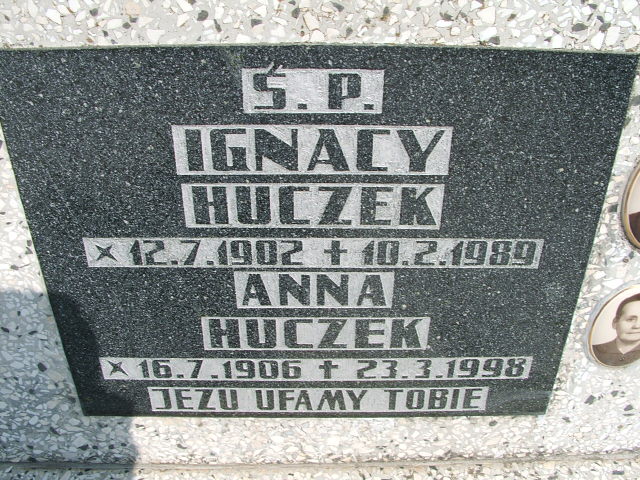 Ś. P.
IGNACY
HUCZEK
× 12.7.1902 + 10.2.1989
ANNA
HUCZEK
× 16.7.1906 + 23.3.1998
JEZU UFAMY TOBIE